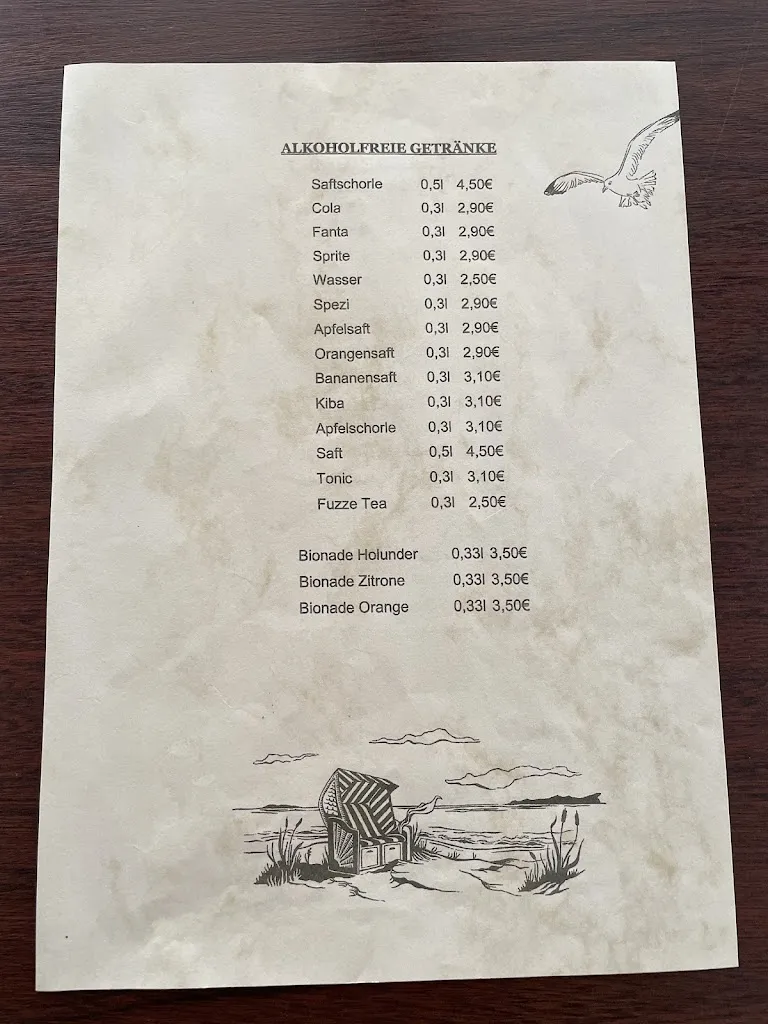 ALKOHOLFREIE GETRÄNKE
Saftschorle 0,5l 4,50€
Cola 0,3l 2,90€
Fanta 0,3l 2,90€
Sprite 0,3l 2,90€
Wasser 0,3l 2,50€
Spezi 0,3l 2,90€
Apfelsaft 0,3l 2,90€
Orangensaft 0,3l 2,90€
Bananensaft 0,3l 3,10€
Kiba 0,3l 3,10€
Apfelschorle 0,3l 3,10€
Saft 0,5l 4,50€
Tonic 0,3l 3,10€
Fuzze Tea 0,3l 2,50€
Bionade Holunder 0,33l 3,50€
Bionade Zitrone 0,33l 3,50€
Bionade Orange 0,33l 3,50€